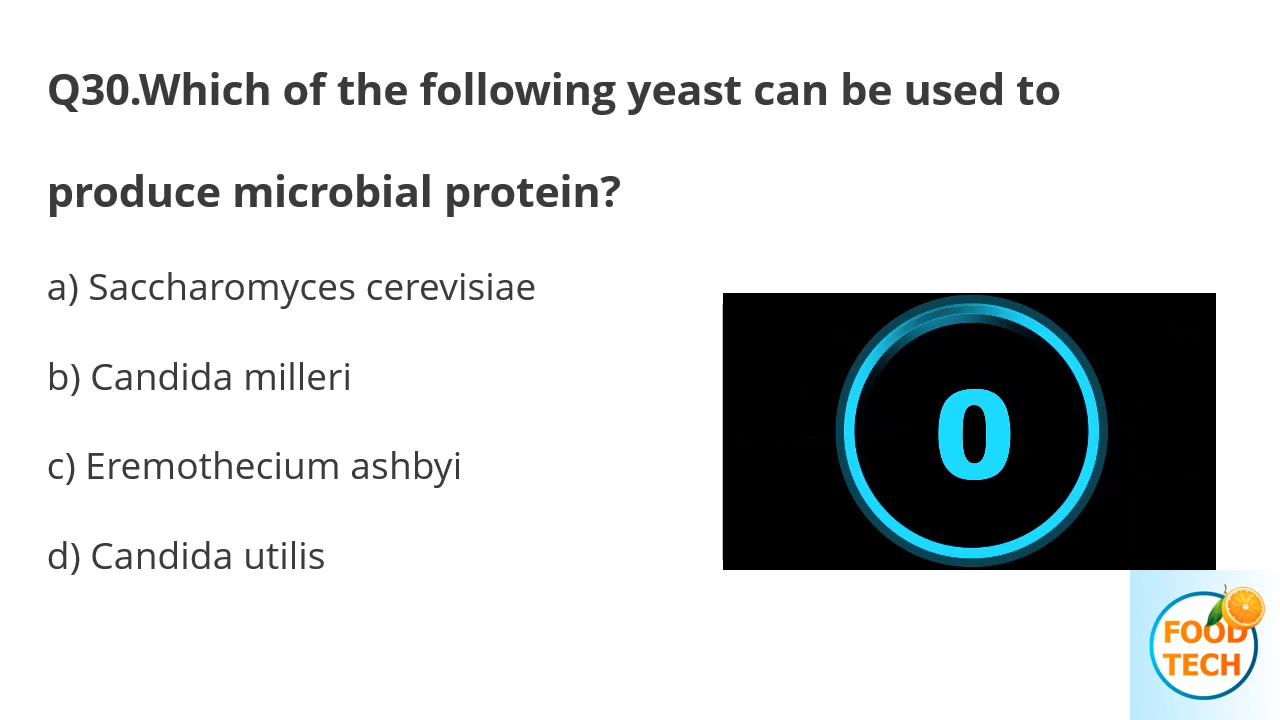 Q30.Which of the following yeast can be used to
produce microbial protein?
a) Saccharomyces cerevisiae
b) Candida milleri
c) Eremothecium ashbyi
d) Candida utilis
0
FOOD
TECH